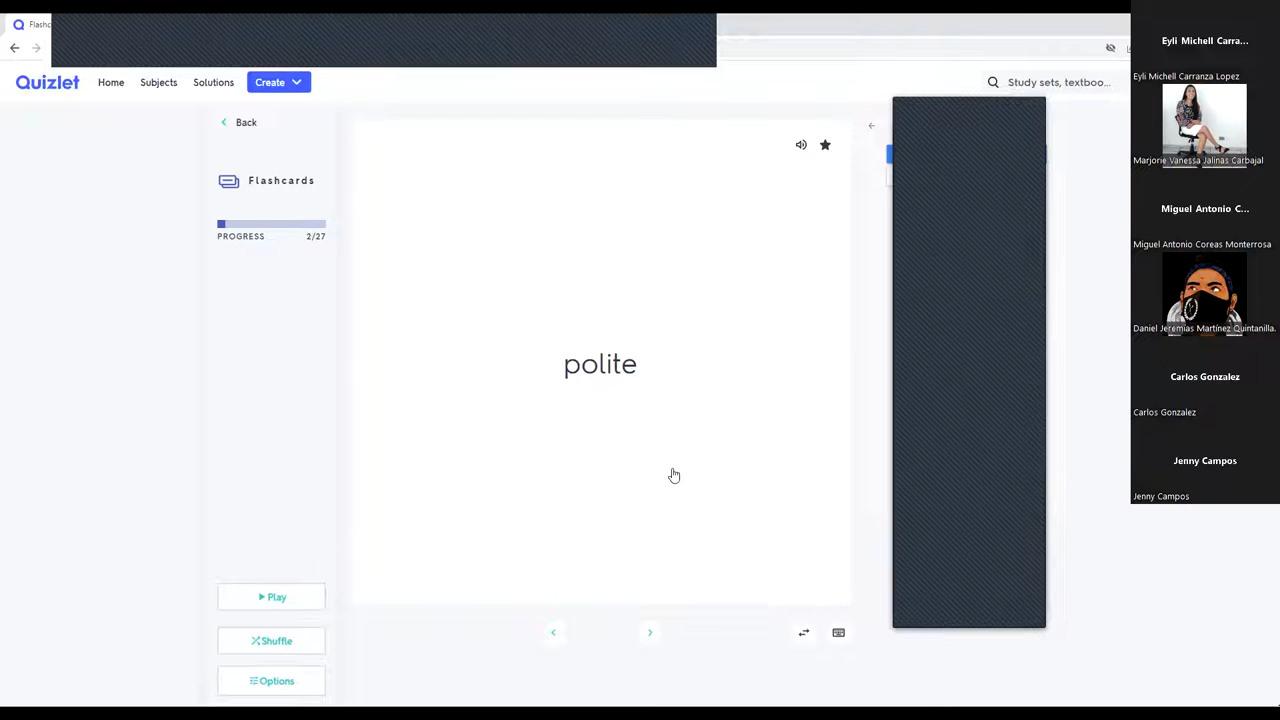 Flashc
Quizlet
Home
Subjects
Solutions
Create
Study sets, textboo...
Back
Flashcards
PROGRESS
2/27
polite
Play
Shuffle
Options
Eyli Michell Carra...
Eyli Michell Carranza Lopez
Marjorie Vanessa Jalinas Carbajal
Miguel Antonio C...
Miguel Antonio Coreas Monterrosa
Daniel Jeremias Martínez Quintanilla.
Carlos Gonzalez
Carlos Gonzalez
Jenny Campos
Jenny Campos